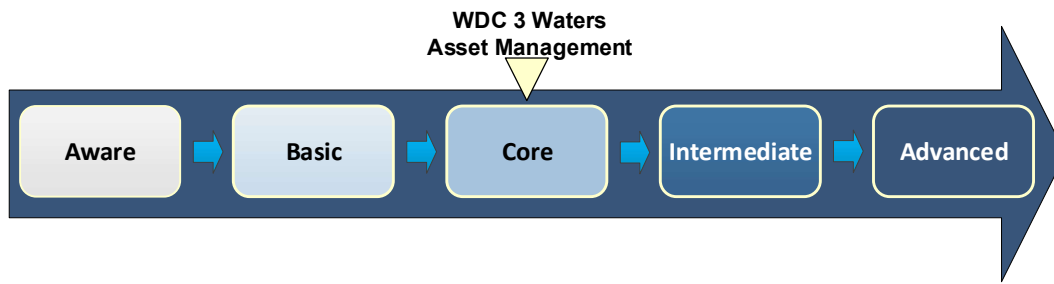 WDC 3 Waters
Asset Management
Aware
Basic
Core
Intermediate
Advanced